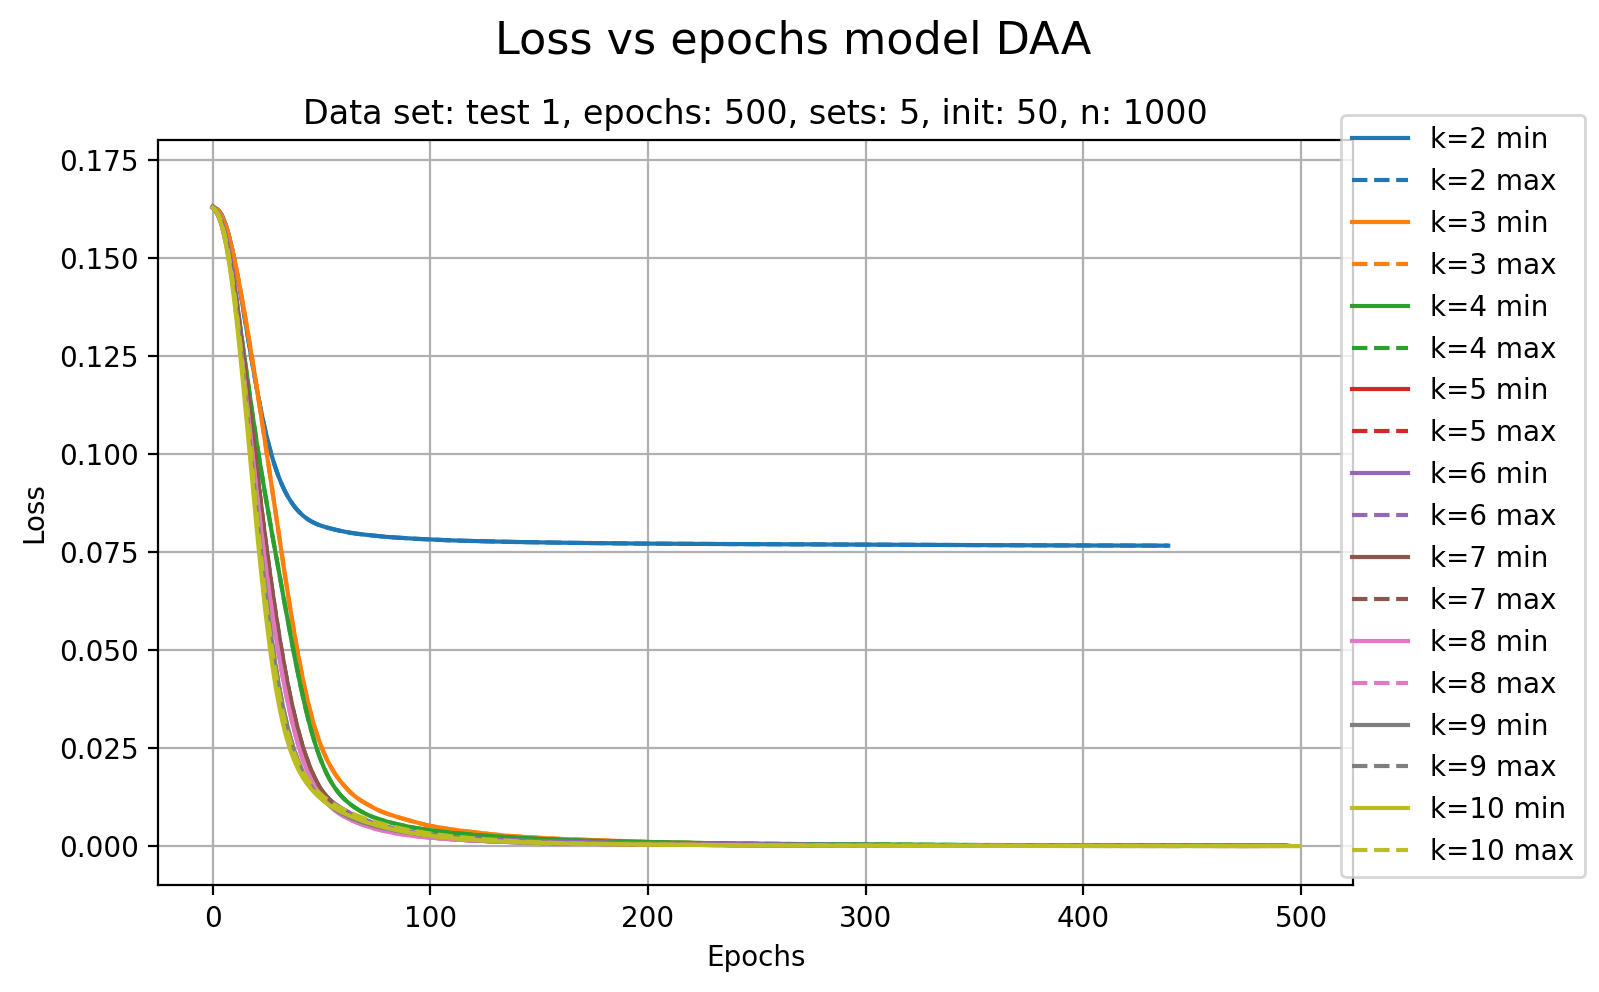 Loss vs epochs model DAA
Data set: test 1, epochs: 500, sets: 5, init: 50, n: 1000
0.175
0.150
0.125
0.100
0.075
0.050
0.025
0.000
Loss
0 100 200 300 400 500
Epochs
k=2 min
k=2 max
k=3 min
k=3 max
k=4 min
k=4 max
k=5 min
k=5 max
k=6 min
k=6 max
k=7 min
k=7 max
k=8 min
k=8 max
k=9 min
k=9 max
k=10 min
k=10 max